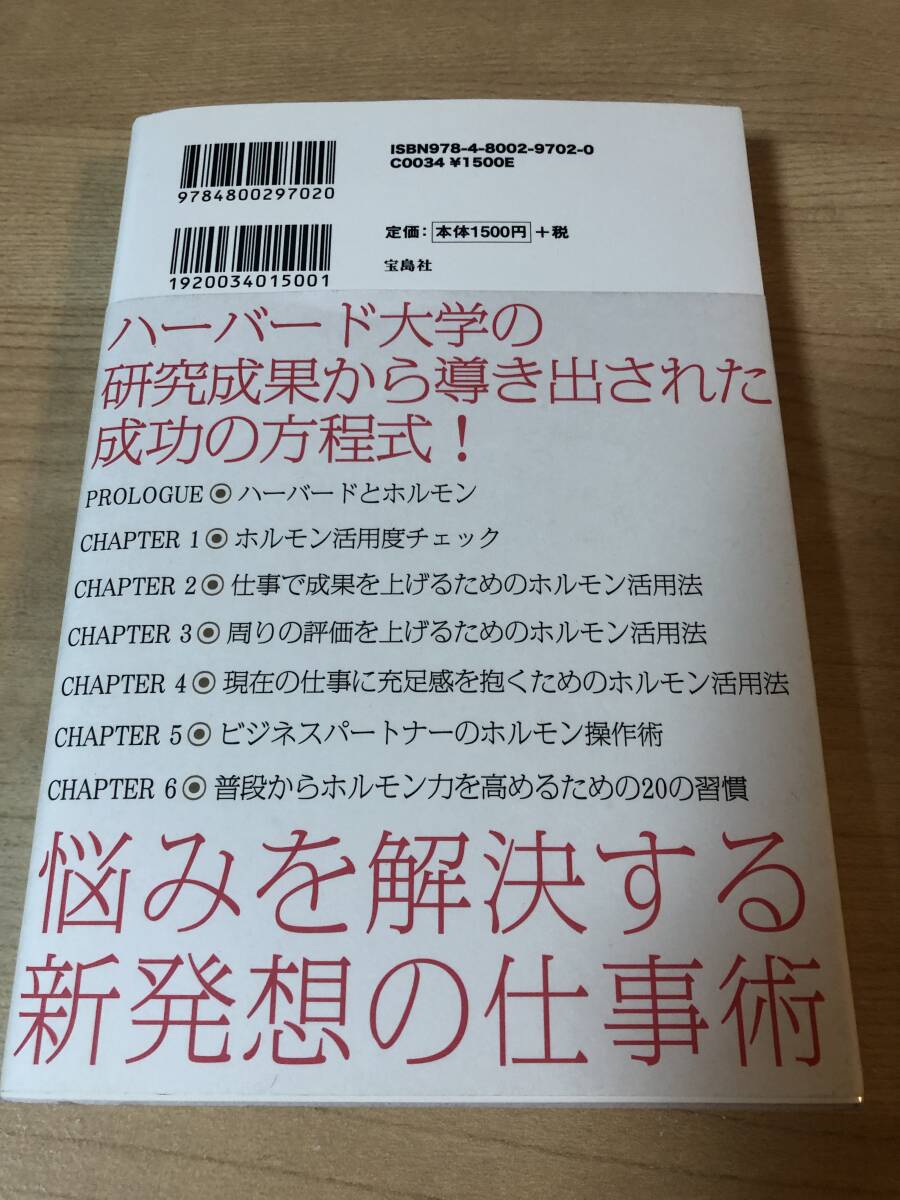 ISBN978-4-8002-9702-0
C0034 ¥1500E
9784800297020
定価: 本体1500円 +税
1920034015001
宝島社
ハーバード大学の
研究成果から導き出された
成功の方程式!
PROLOGUE ◉ ハーバードとホルモン
CHAPTER 1 ◉ ホルモン活用度チェック
CHAPTER 2 ◉ 仕事で成果を上げるためのホルモン活用法
CHAPTER 3 ◉ 周りの評価を上げるためのホルモン活用法
CHAPTER 4 ◉ 現在の仕事に充足感を抱くためのホルモン活用法
CHAPTER 5 ◉ ビジネスパートナーのホルモン操作術
CHAPTER 6 ◉ 普段からホルモン力を高めるための20の習慣
悩みを解決する
新発想の仕事術